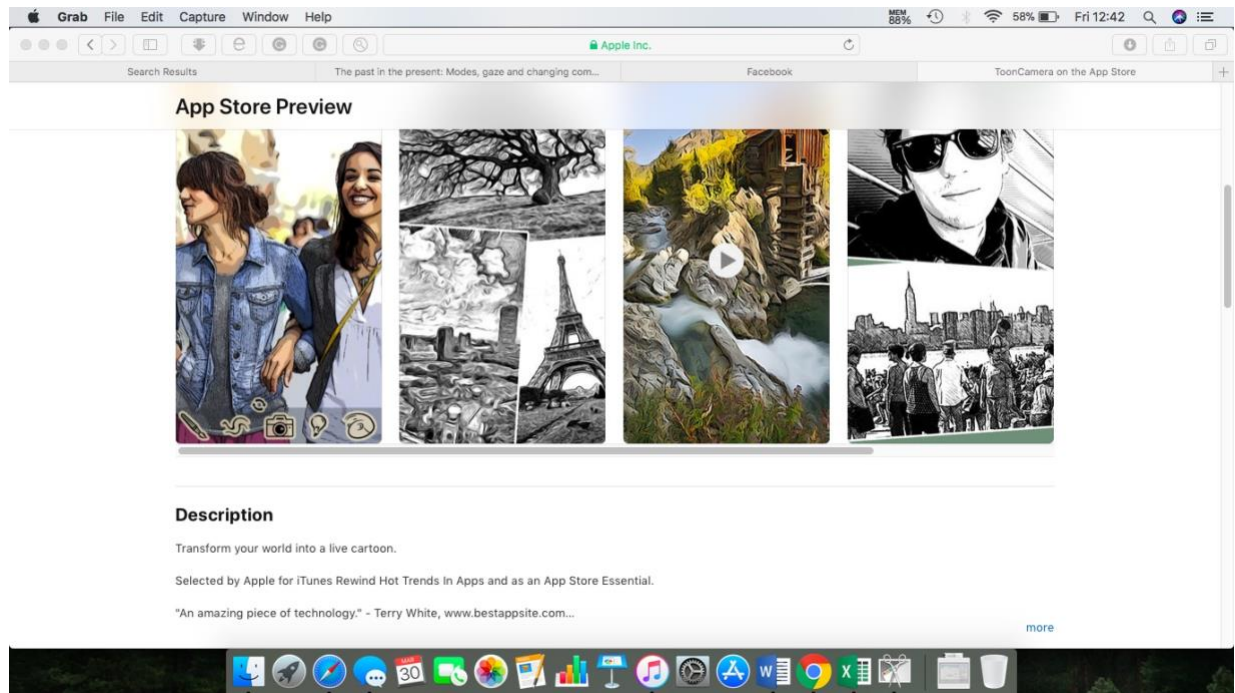 Grab File Edit Capture Window Help MEM 88% 58% Fri 12:42
Apple Inc.
Search Results The past in the present: Modes, gaze and changing com... Facebook ToonCamera on the App Store
App Store Preview
Description
Transform your world into a live cartoon.
Selected by Apple for iTunes Rewind Hot Trends In Apps and as an App Store Essential.
"An amazing piece of technology." - Terry White, www.bestappsite.com...
more
MAR
30